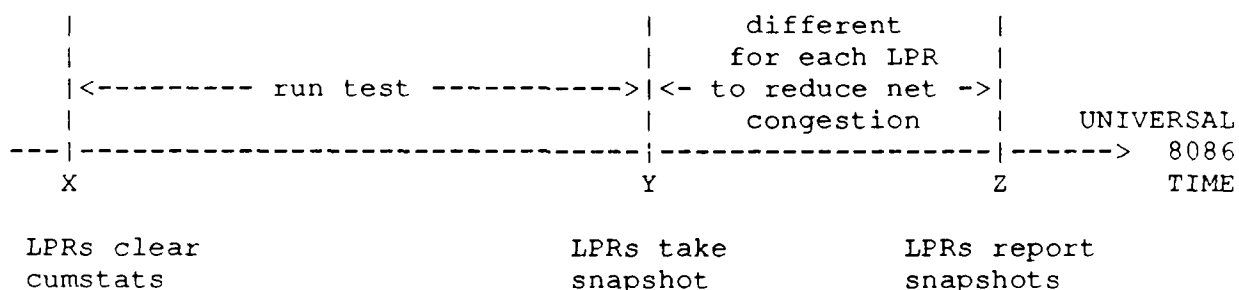 |                                     |      different      |
|                                     |     for each LPR    |
|<--------- run test ----------->|<- to reduce net ->|
|                                     |      congestion     |     UNIVERSAL
---|-------------------------------------|---------------------|------>  8086
X                                     Y                     Z          TIME
LPRs clear                    LPRs take           LPRs report
cumstats                      snapshot            snapshots